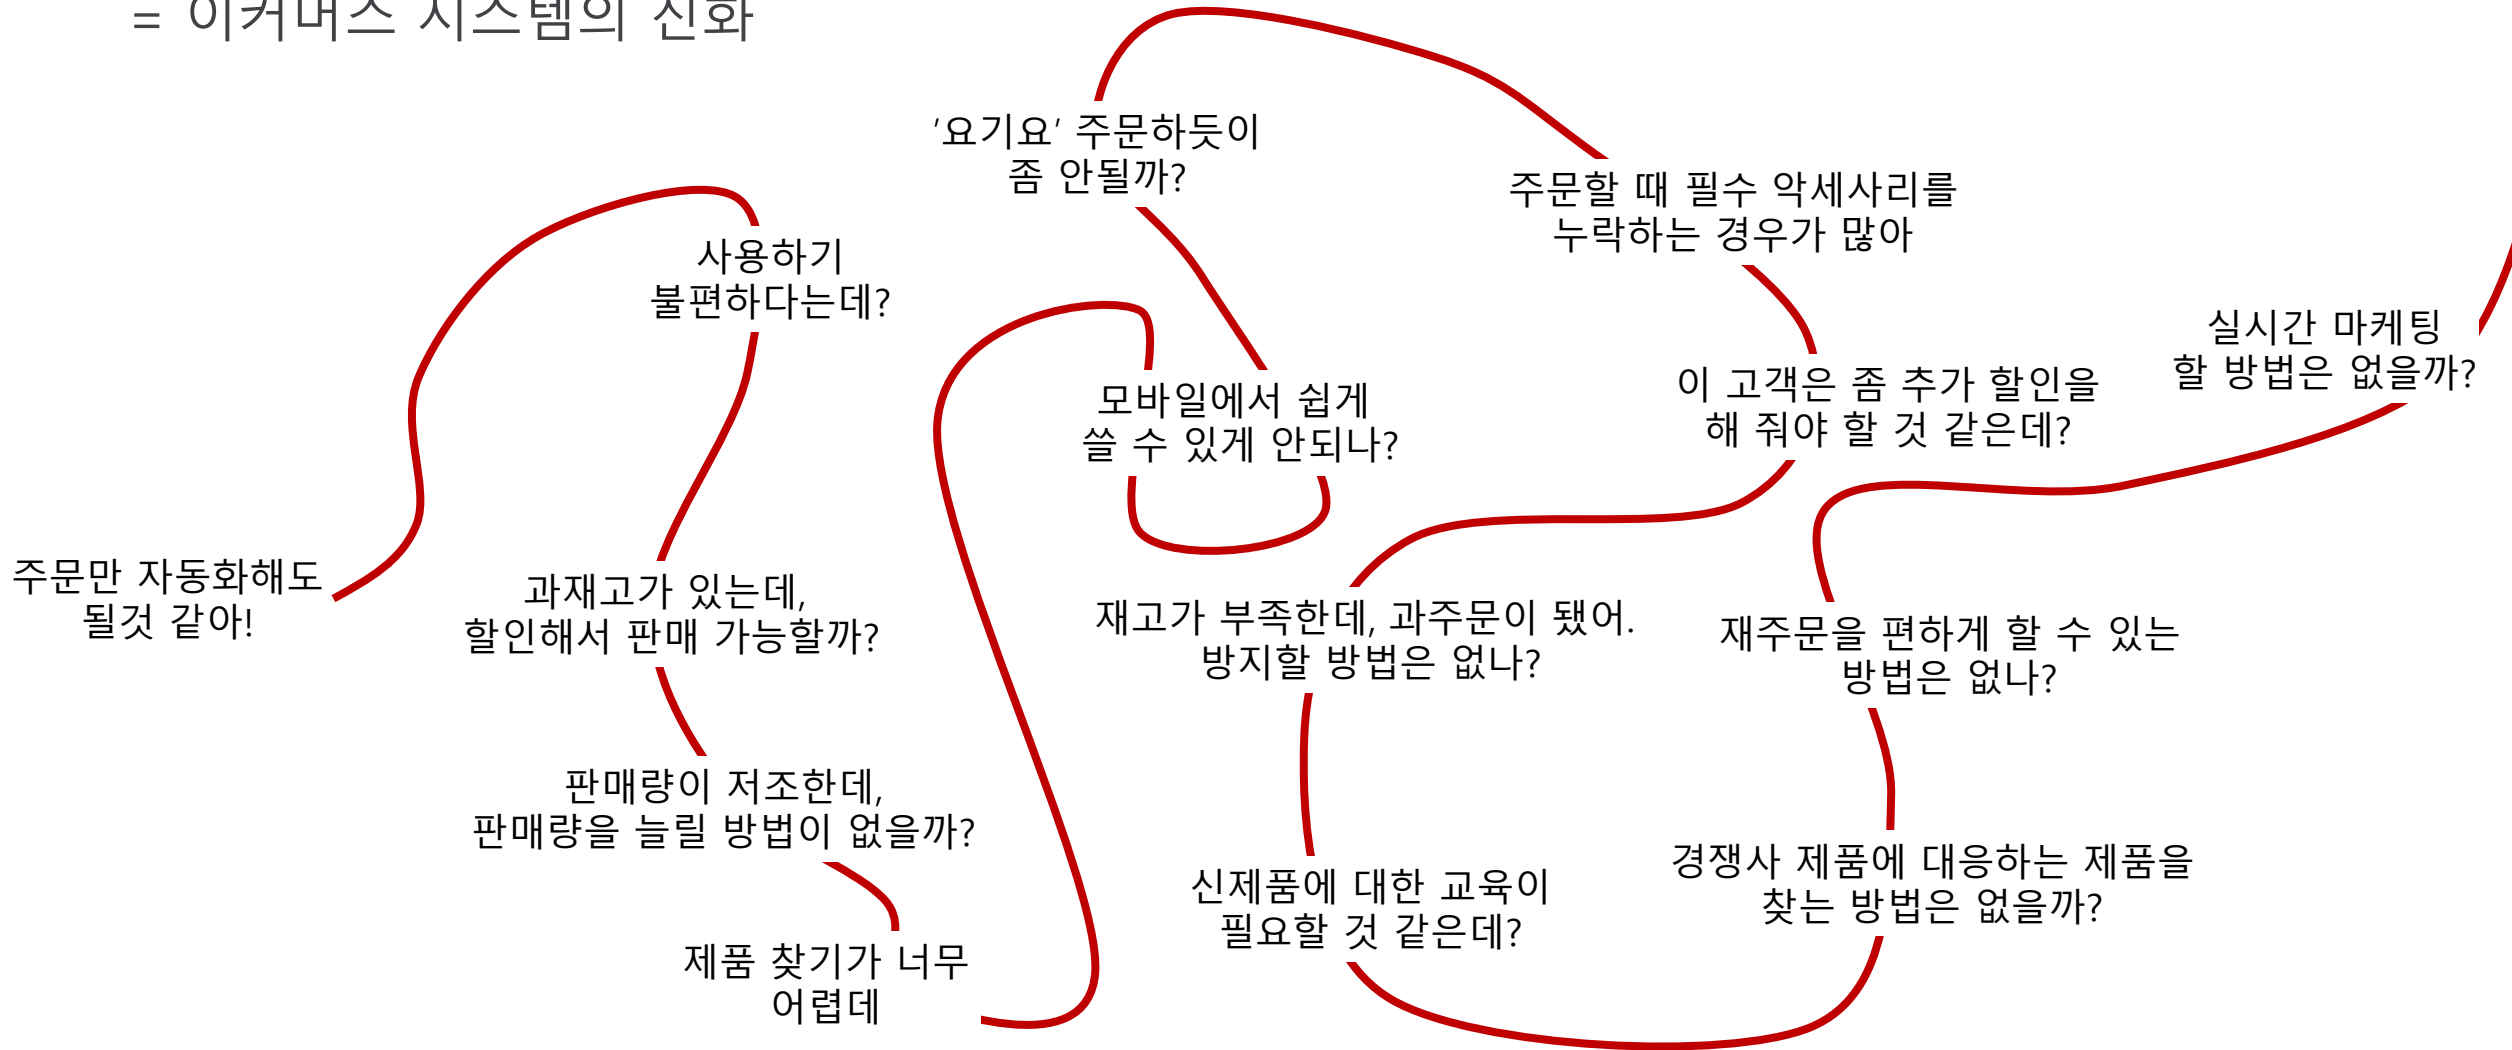 = 이커머스 시스템의 진화
'요기요' 주문하듯이
좀 안될까?
주문할 때 필수 악세사리를
누락하는 경우가 많아
사용하기
불편하다는데?
실시간 마케팅
할 방법은 없을까?
이 고객은 좀 추가 할인을
해 줘야 할 것 같은데?
모바일에서 쉽게
쓸 수 있게 안되나?
주문만 자동화해도
될것 같아!
과재고가 있는데,
할인해서 판매 가능할까?
재고가 부족한데, 과주문이 됐어.
방지할 방법은 없나?
재주문을 편하게 할 수 있는
방법은 없나?
판매량이 저조한데,
판매량을 늘릴 방법이 없을까?
신제품에 대한 교육이
필요할 것 같은데?
경쟁사 제품에 대응하는 제품을
찾는 방법은 없을까?
제품 찾기가 너무
어렵데